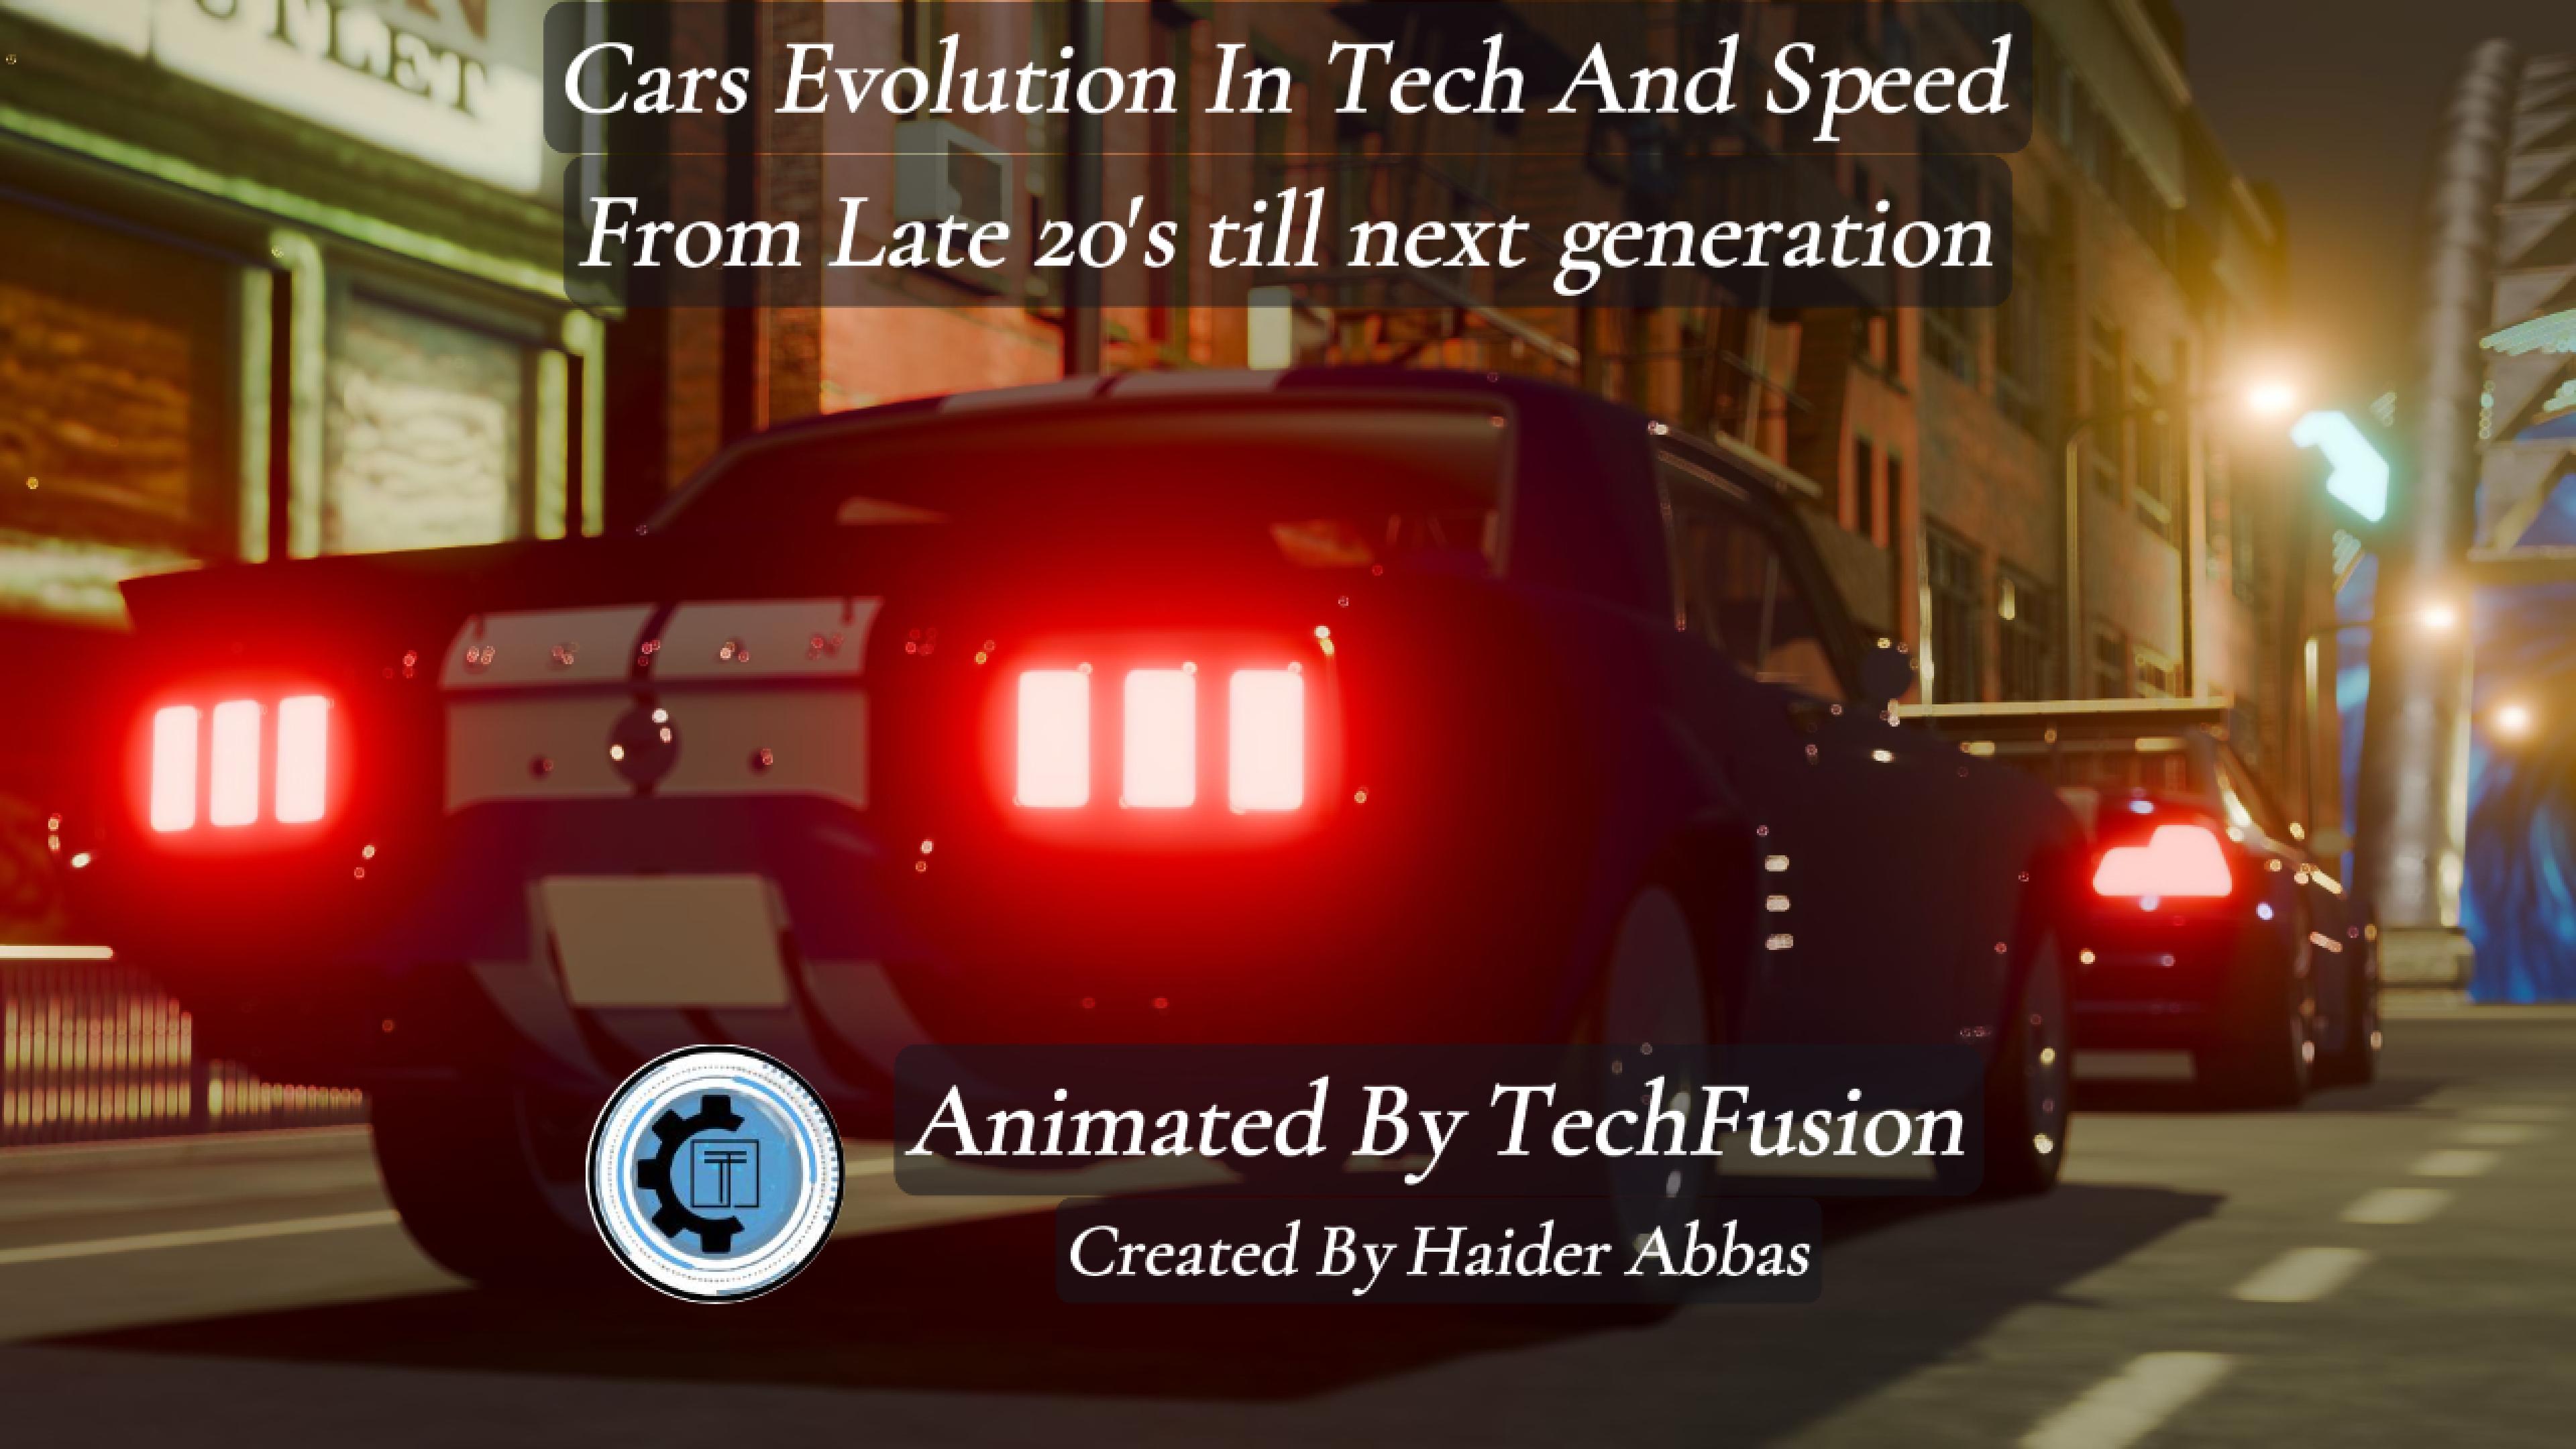 UTLET
Cars Evolution In Tech And Speed
From Late 20's till next generation
Animated By TechFusion
Created By Haider Abbas